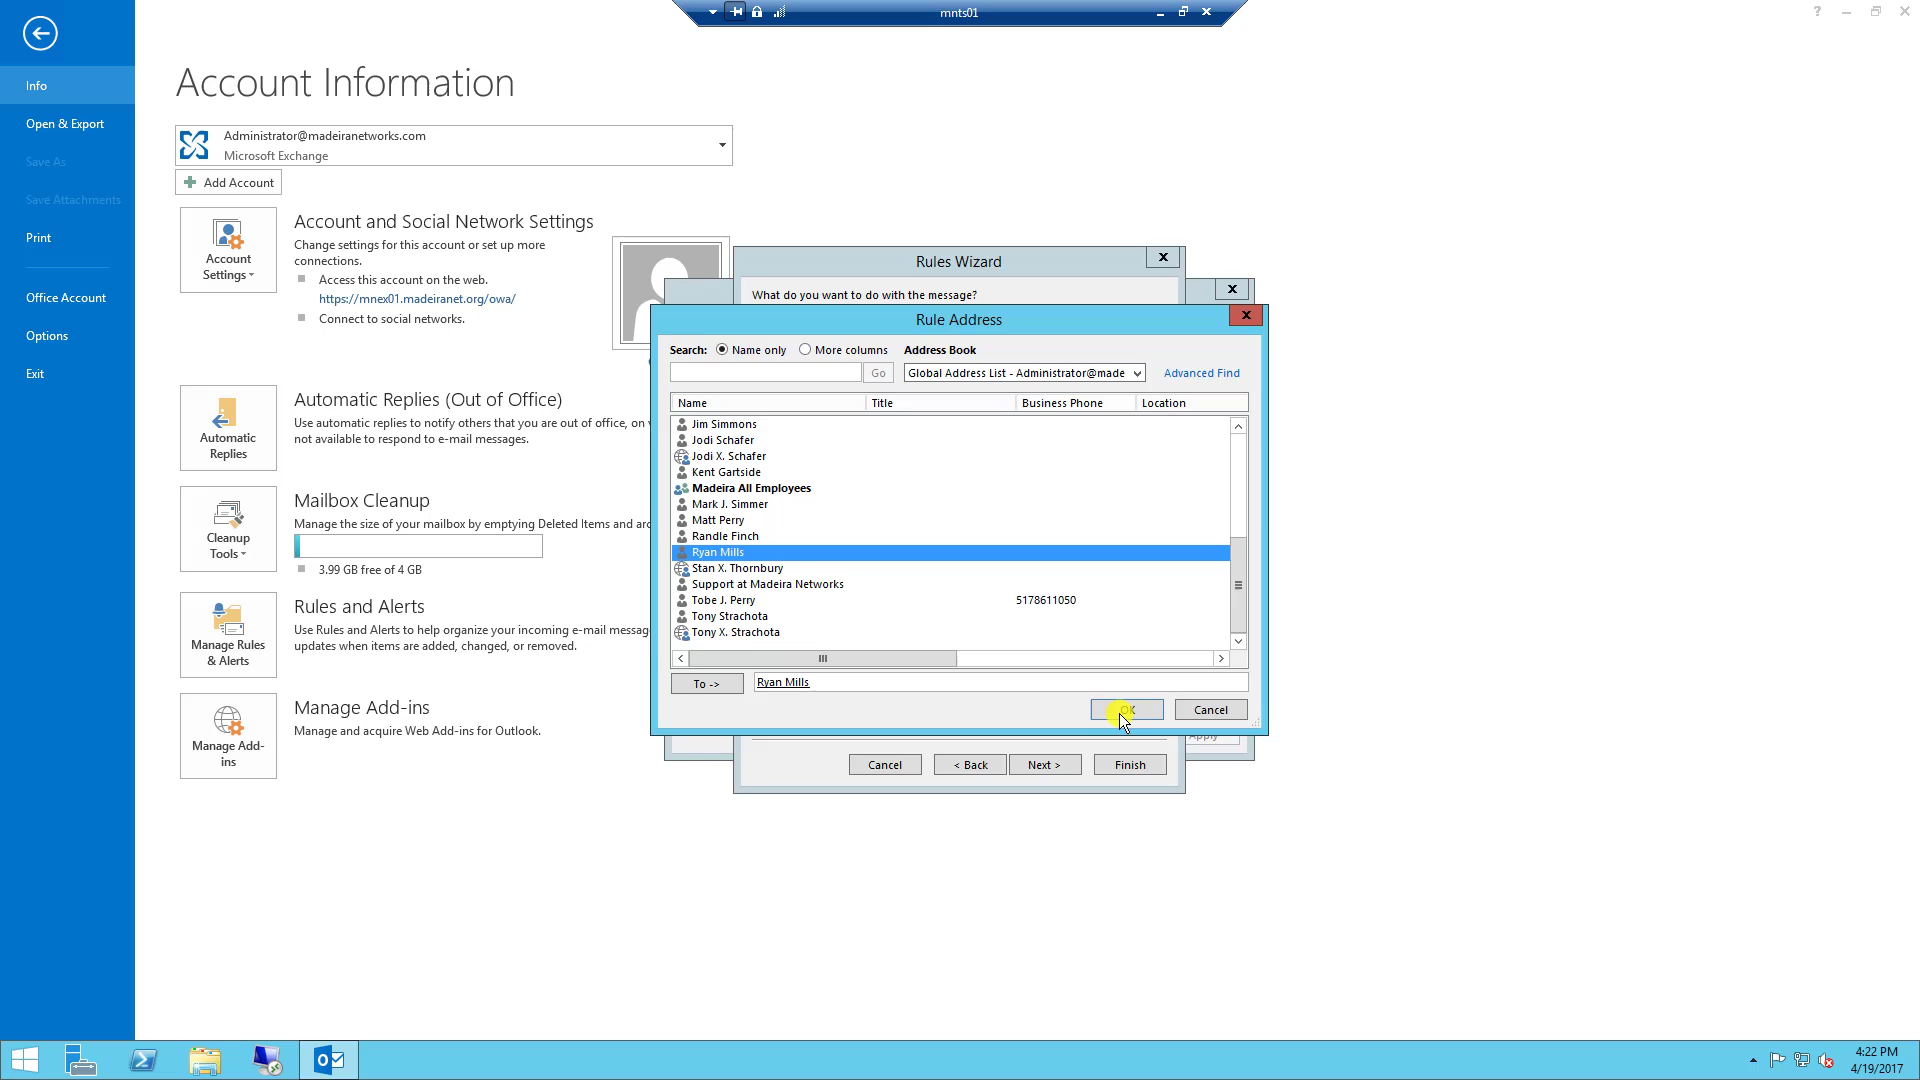 mnts01
?
Info
Open & Export
Save As
Save Attachments
Print
Office Account
Options
Exit
Account Information
Administrator@madeiranetworks.com
Microsoft Exchange
Add Account
Account Settings
Account and Social Network Settings
Change settings for this account or set up more
connections.
Access this account on the web.
https://mnex01.madeiranet.org/owa/
Connect to social networks.
Automatic
Replies
Automatic Replies (Out of Office)
Use automatic replies to notify others that you are out of office, on
not available to respond to e-mail messages.
Cleanup
Tools
Mailbox Cleanup
Manage the size of your mailbox by emptying Deleted Items and
3.99 GB free of 4 GB
Manage Rules
& Alerts
Rules and Alerts
Use Rules and Alerts to help organize your incoming e-mail
updates when items are added, changed, or removed.
Manage Add-
ins
Manage Add-ins
Manage and acquire Web Add-ins for Outlook.
Rules Wizard
X
What do you want to do with the message?
X
Rule Address
X
Search: Name only More columns Address Book
Go Global Address List - Administrator@made Advanced Find
Name Title Business Phone Location
Jim Simmons
Jodi Schafer
Jodi X. Schafer
Kent Gartside
Madeira All Employees
Mark J. Simmer
Matt Perry
Randle Finch
Ryan Mills
Stan X. Thornbury
Support at Madeira Networks
Tobe J. Perry 5178611050
Tony Strachota
Tony X. Strachota
To -> Ryan Mills
OK Cancel
Apply
Cancel < Back Next > Finish
4:22 PM
4/19/2017